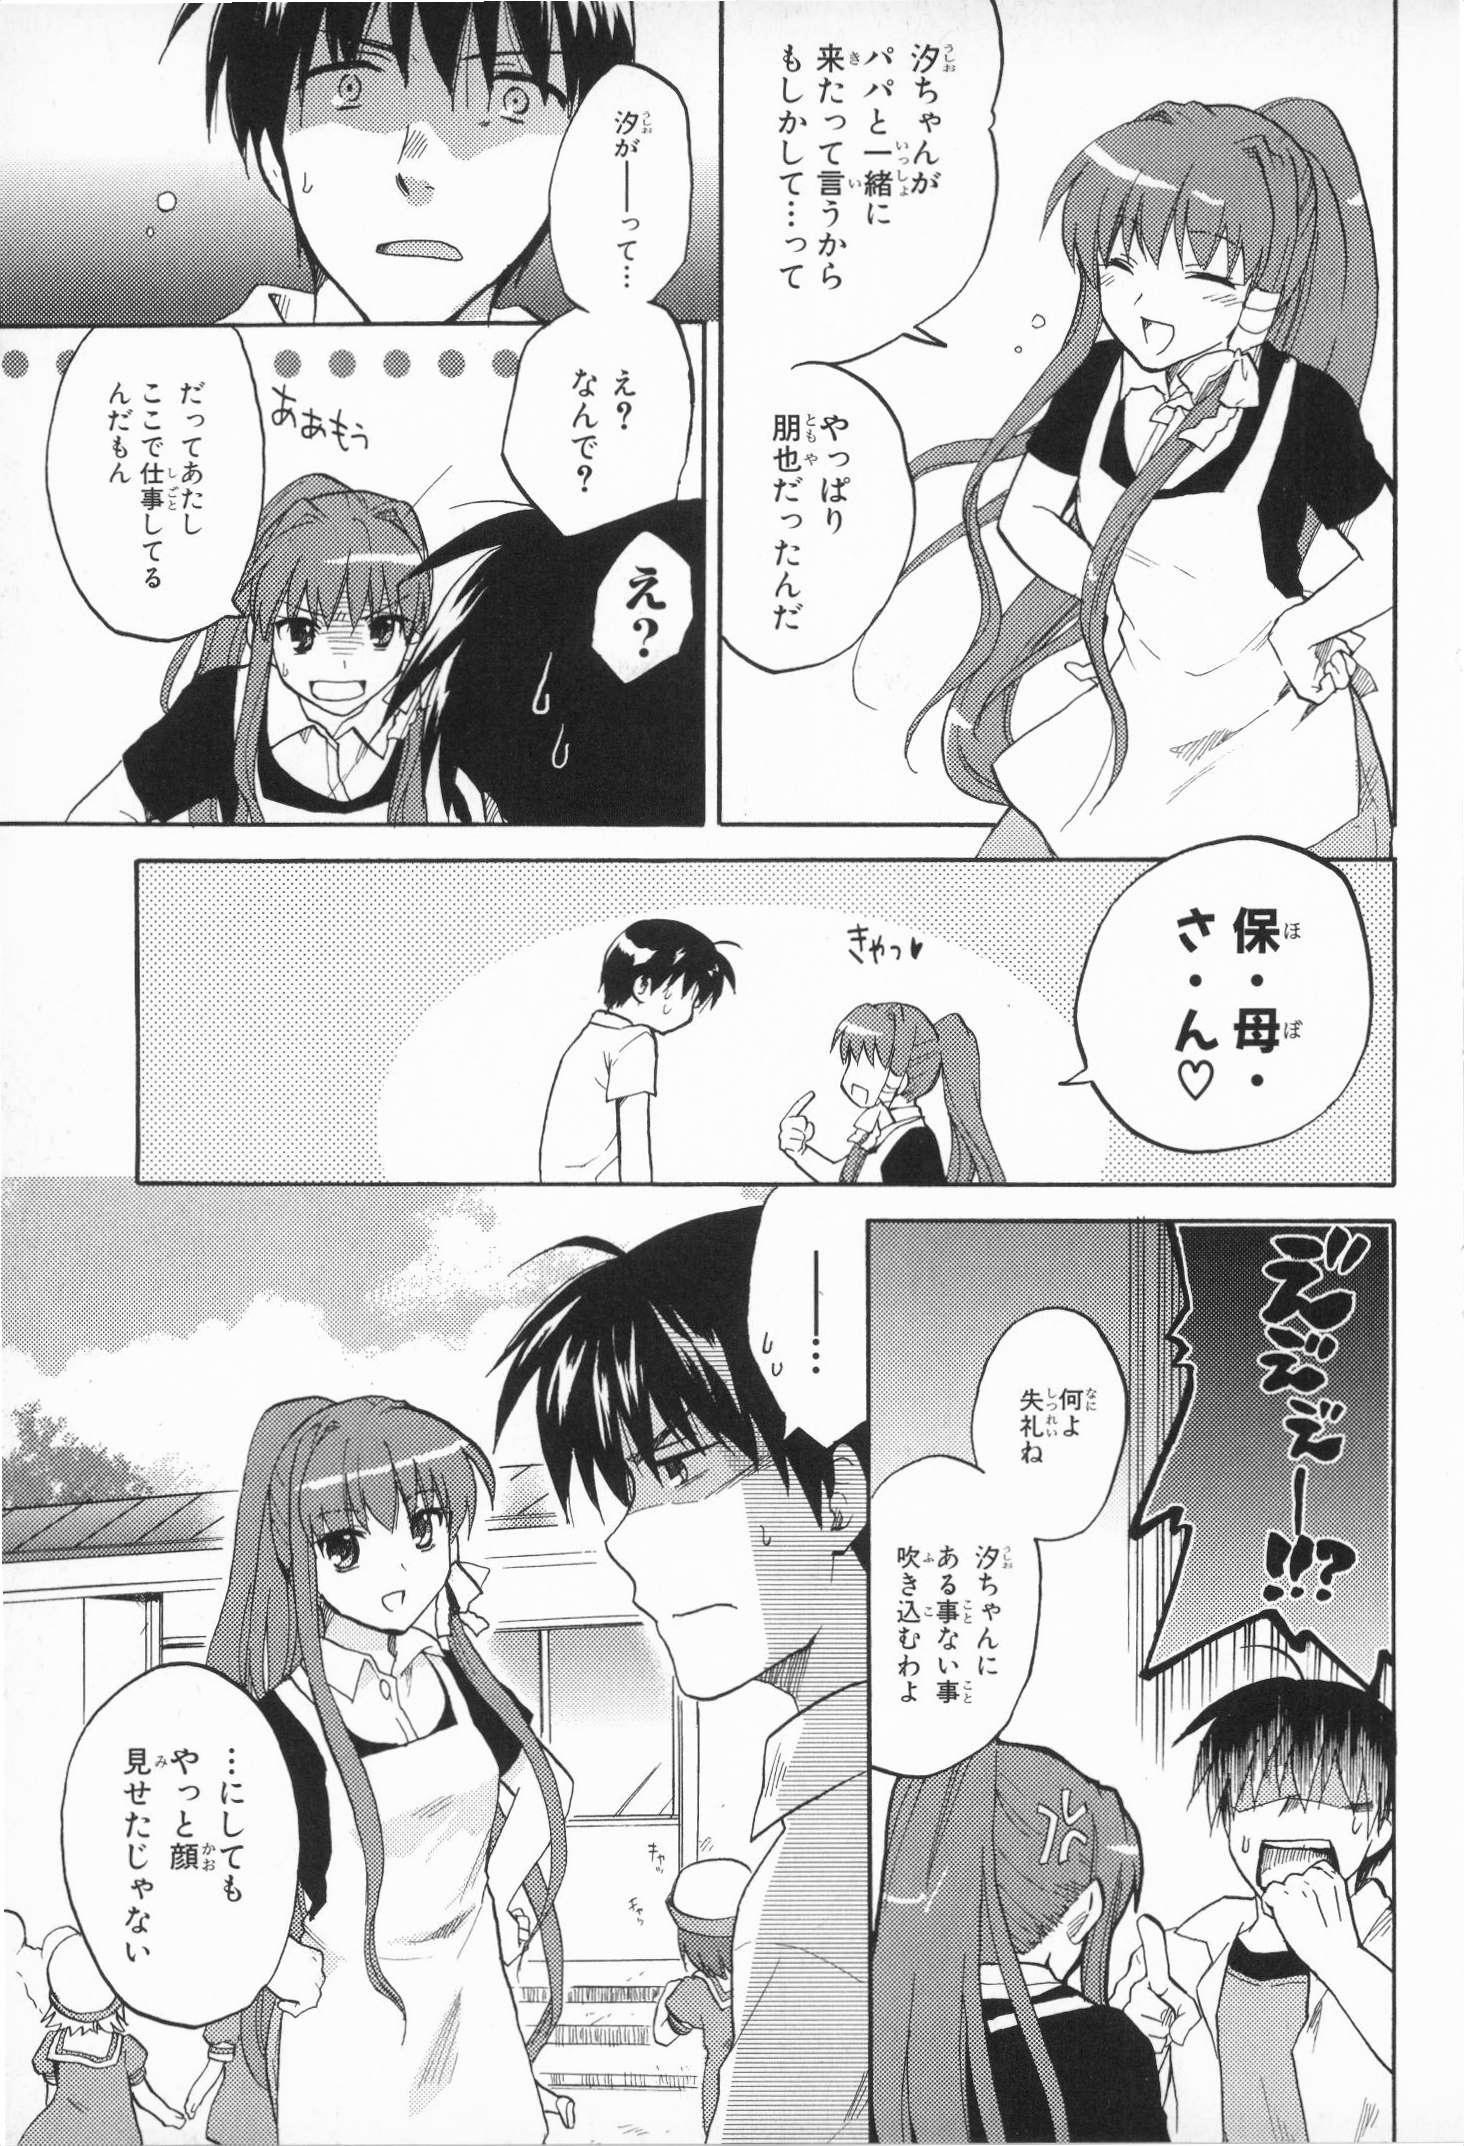 汐ちゃんが
パパと一緒に
来たって言うから
もしかして…って
やっぱり
朋也だったんだ
汐が――って…
え?
なんで?
え?
ああもう
だってあたし
ここで仕事してる
んだもん
保・母・
さ・ん♡
きゃっ♥
え゛え゛え゛ー!!?
何よ
失礼ね
汐ちゃんに
ある事ない事
吹き込むわよ
――…
…にしても
やっと顔
見せたじゃない
キャッ
キャッ